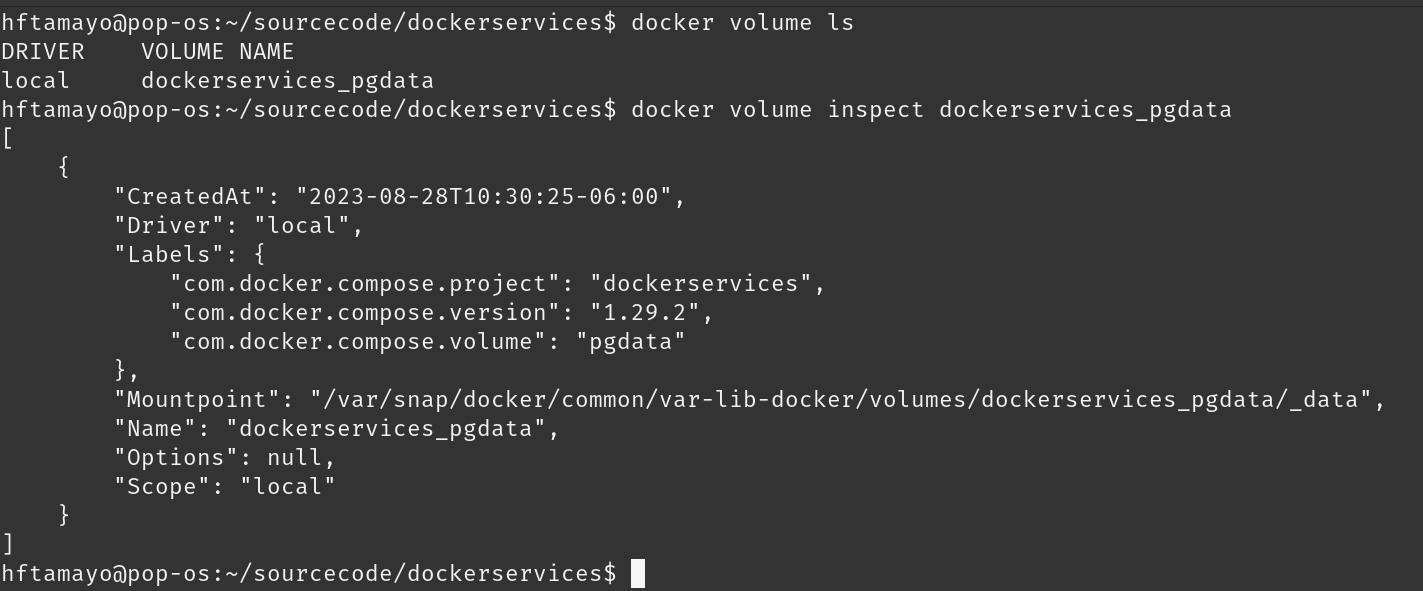 hftamayo@pop-os:~/sourcecode/dockerservices$ docker volume ls
DRIVER    VOLUME NAME
local     dockerservices_pgdata
hftamayo@pop-os:~/sourcecode/dockerservices$ docker volume inspect dockerservices_pgdata
[
    {
        "CreatedAt": "2023-08-28T10:30:25-06:00",
        "Driver": "local",
        "Labels": {
            "com.docker.compose.project": "dockerservices",
            "com.docker.compose.version": "1.29.2",
            "com.docker.compose.volume": "pgdata"
        },
        "Mountpoint": "/var/snap/docker/common/var-lib-docker/volumes/dockerservices_pgdata/_data",
        "Name": "dockerservices_pgdata",
        "Options": null,
        "Scope": "local"
    }
]
hftamayo@pop-os:~/sourcecode/dockerservices$